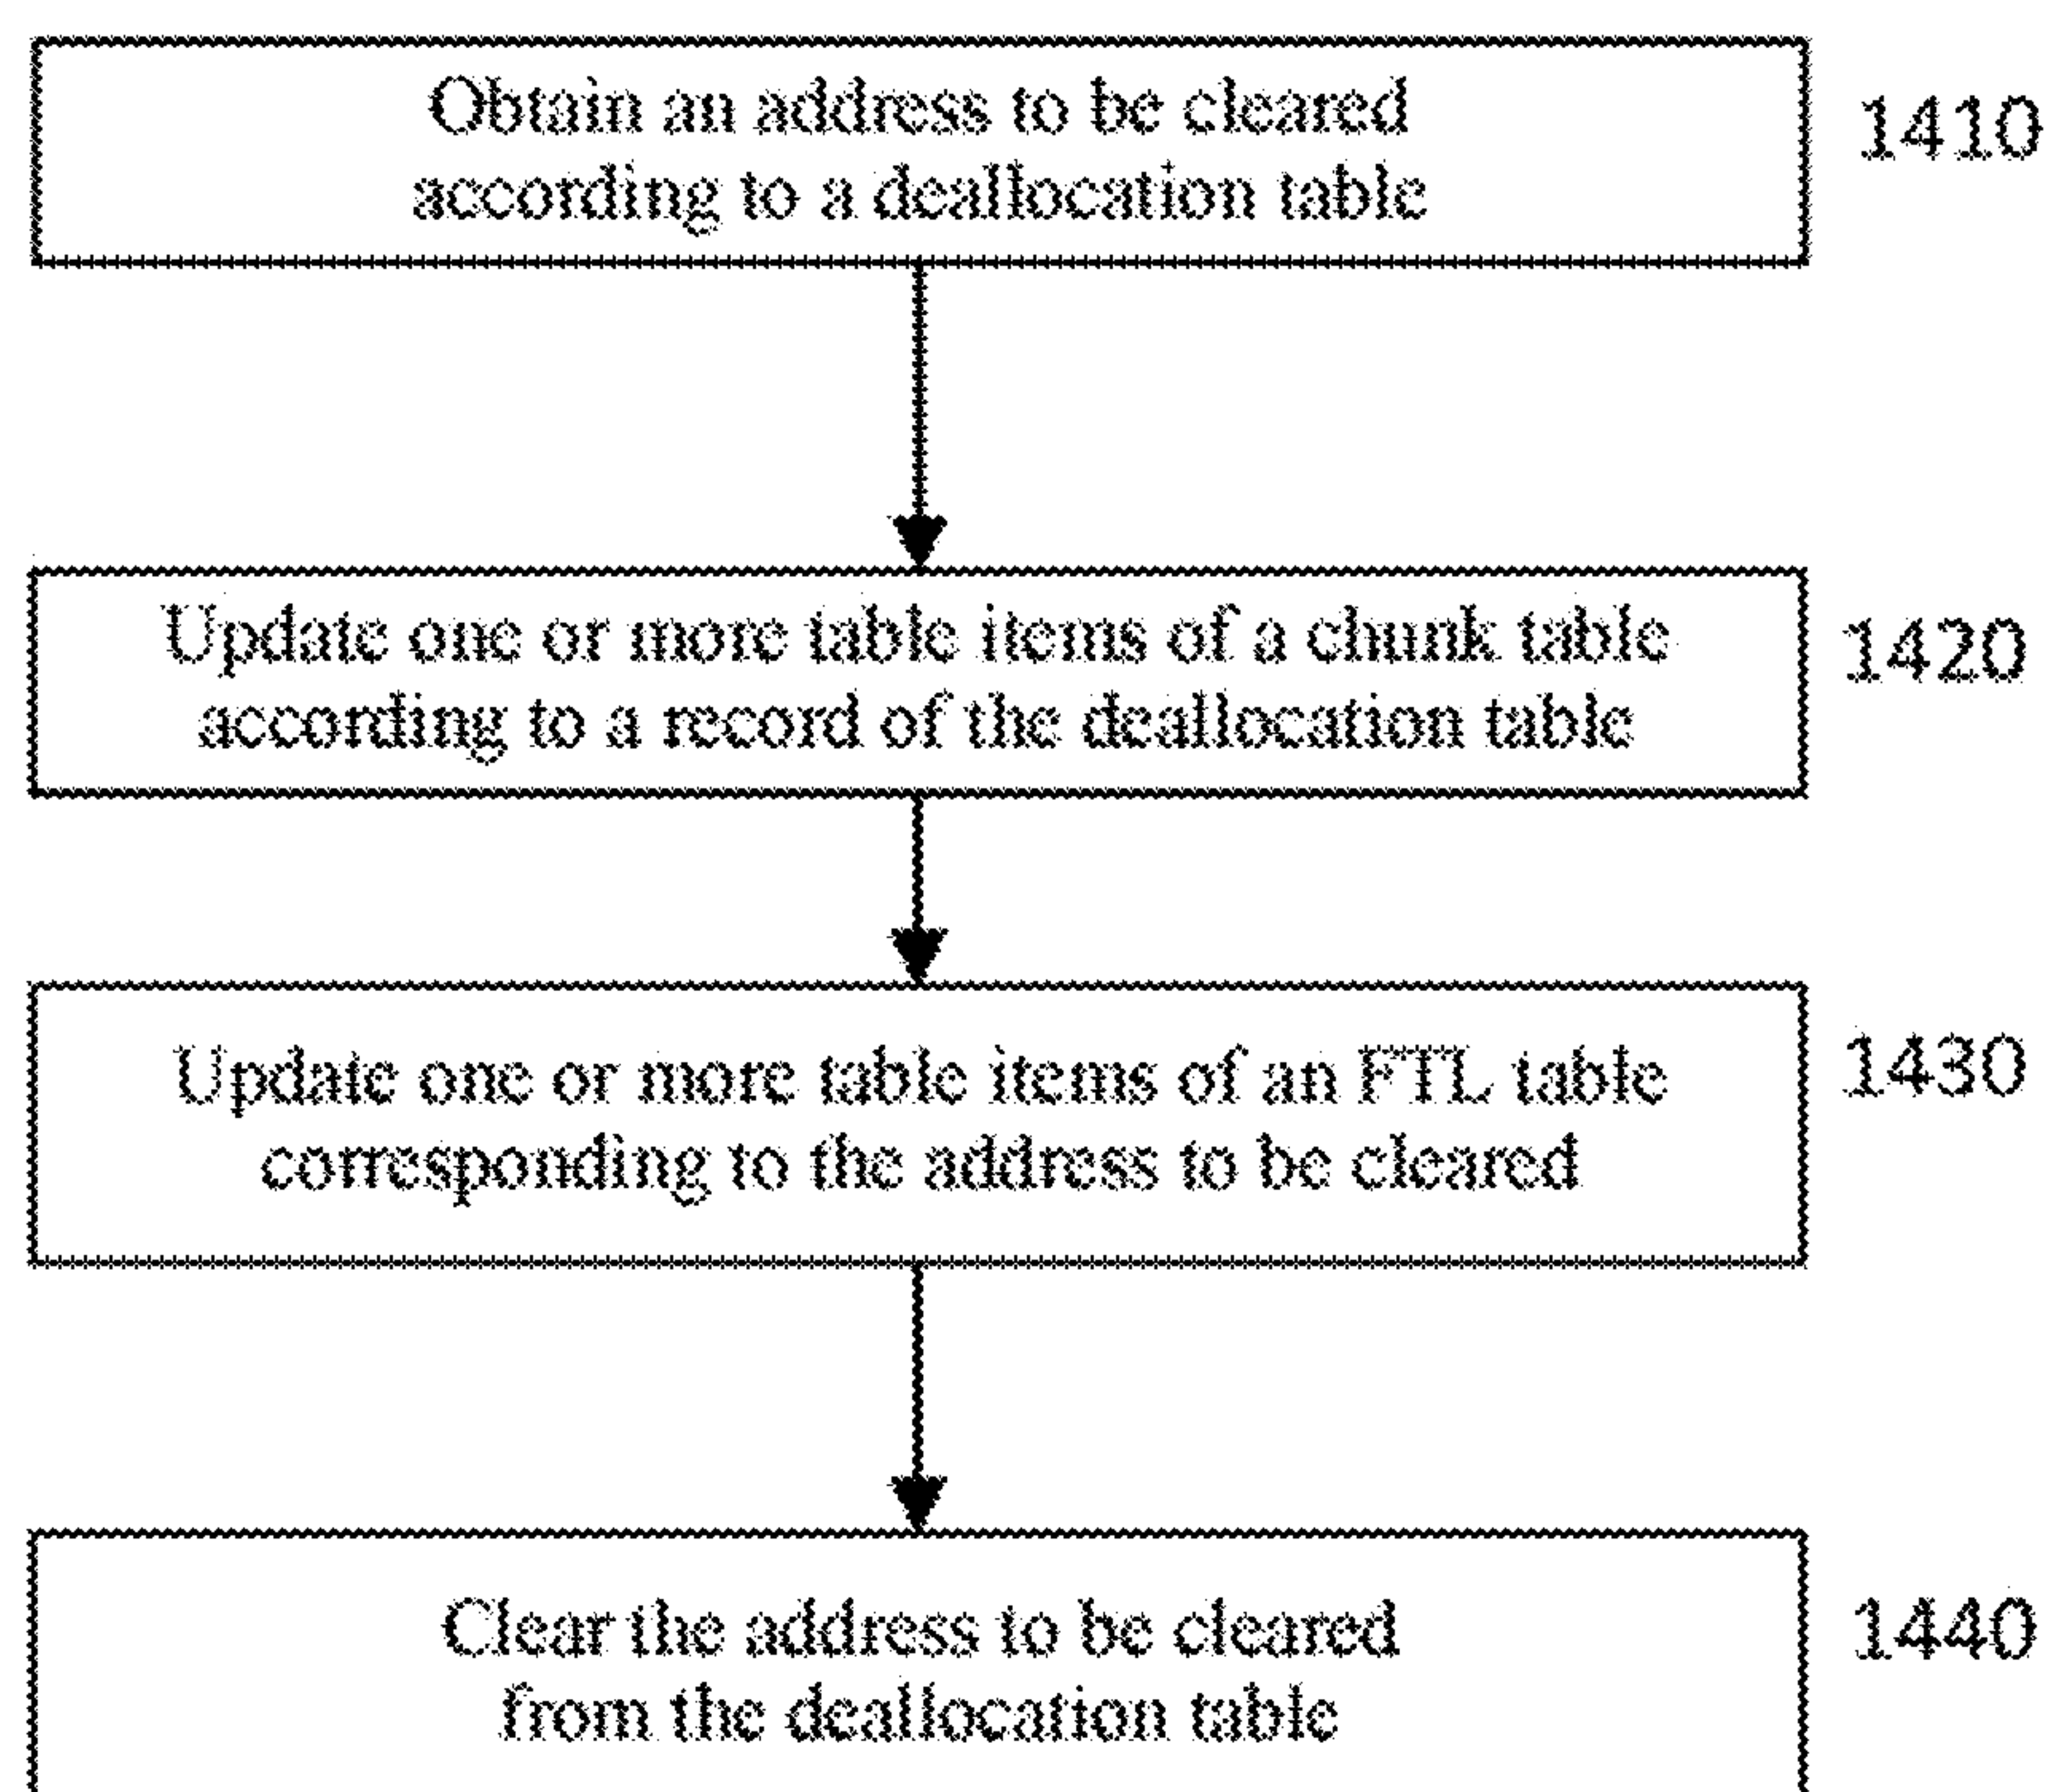 Obtain an address to be cleared
according to a deallocation table
1410
Update one or more table items of a chunk table
according to a record of the deallocation table
1420
Update one or more table items of an FTL table
corresponding to the address to be cleared
1430
Clear the address to be cleared
from the deallocation table
1440